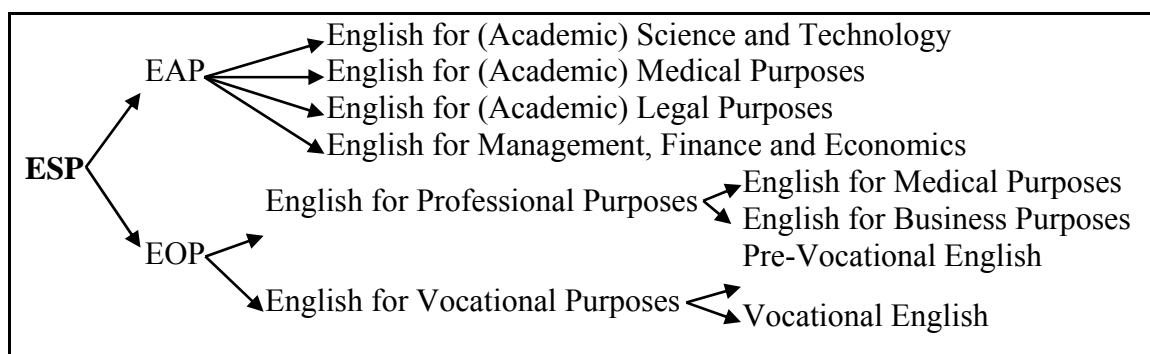 English for (Academic) Science and Technology
EAP
English for (Academic) Medical Purposes
English for (Academic) Legal Purposes
English for Management, Finance and Economics
ESP
English for Medical Purposes
English for Professional Purposes
English for Business Purposes
EOP
Pre-Vocational English
English for Vocational Purposes
Vocational English